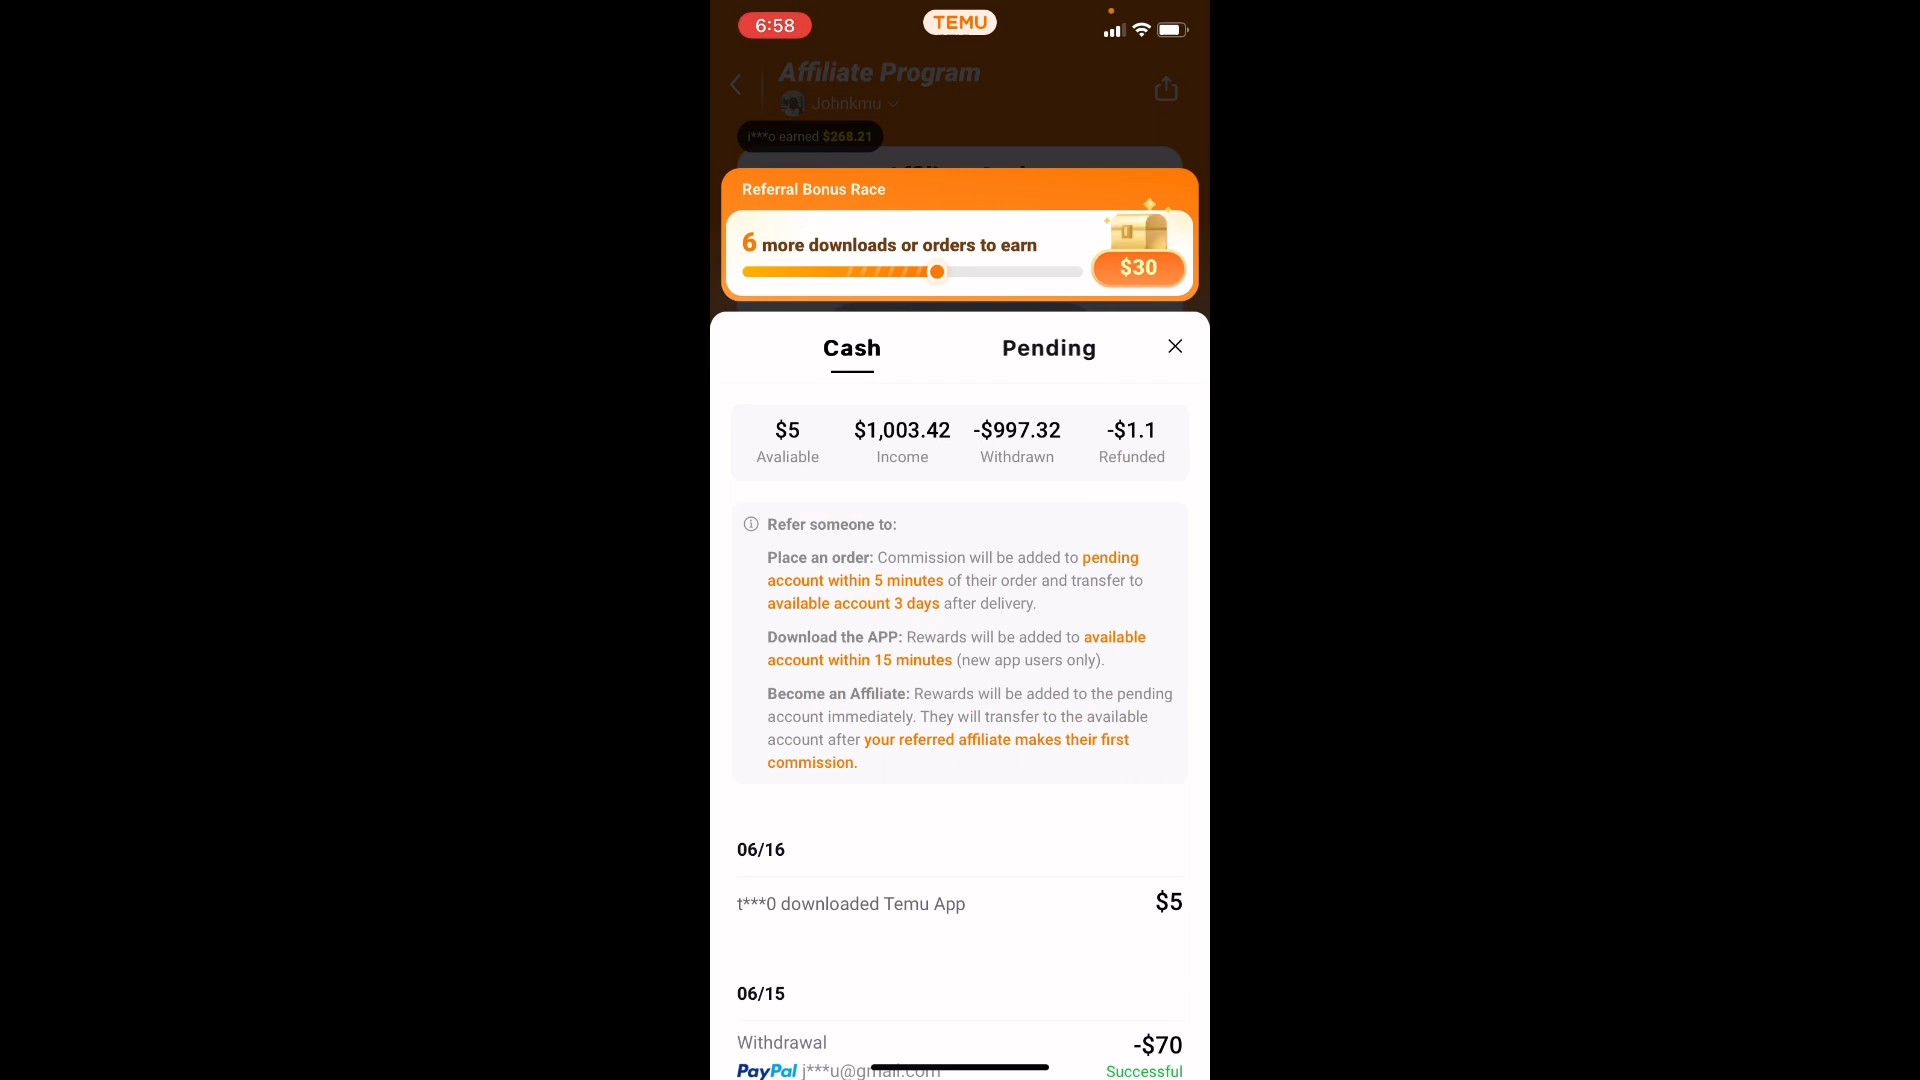 6:58
TEMU
Affiliate Program
Johnkmu
i***o earned $268.21
Referral Bonus Race
6 more downloads or orders to earn
$30
Cash
Pending
$5 $1,003.42 -$997.32 -$1.1
Avaliable Income Withdrawn Refunded
Refer someone to:
Place an order: Commission will be added to pending
account within 5 minutes of their order and transfer to
available account 3 days after delivery.
Download the APP: Rewards will be added to available
account within 15 minutes (new app users only).
Become an Affiliate: Rewards will be added to the pending
account immediately. They will transfer to the available
account after your referred affiliate makes their first
commission.
06/16
t***0 downloaded Temu App $5
06/15
Withdrawal -$70
PayPal j***u@gmail.com Successful